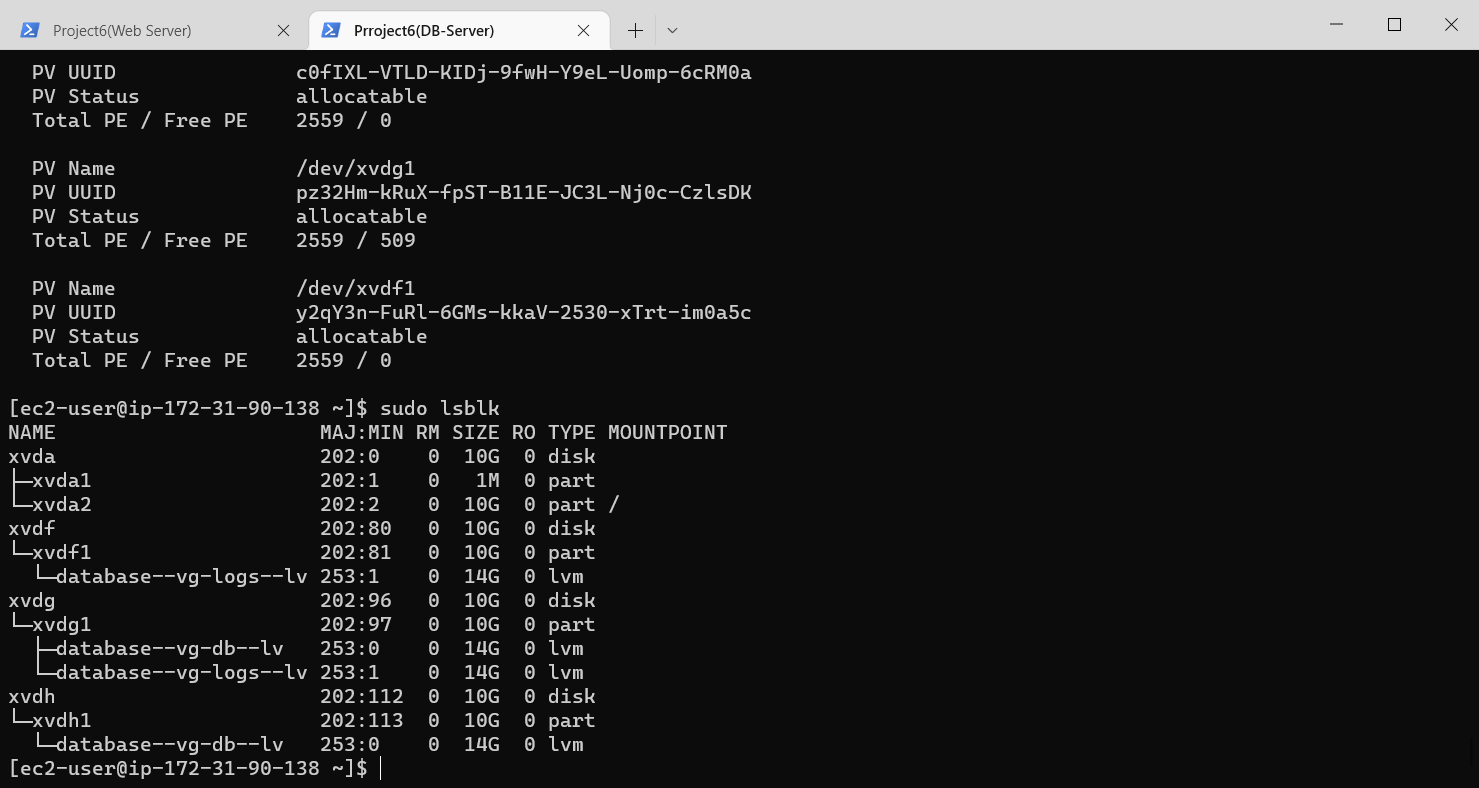 Project6(Web Server)
Prroject6(DB-Server)
PV UUID c0fIXL-VTLD-KIDj-9fwH-Y9eL-Uomp-6cRM0a
PV Status allocatable
Total PE / Free PE 2559 / 0
PV Name /dev/xvdg1
PV UUID pz32Hm-kRuX-fpST-B11E-JC3L-Nj0c-CzlsDK
PV Status allocatable
Total PE / Free PE 2559 / 509
PV Name /dev/xvdf1
PV UUID y2qY3n-FuRl-6GMs-kkaV-2530-xTrt-im0a5c
PV Status allocatable
Total PE / Free PE 2559 / 0
[ec2-user@ip-172-31-90-138 ~]$ sudo lsblk
NAME MAJ:MIN RM SIZE RO TYPE MOUNTPOINT
xvda 202:0 0 10G 0 disk
├─xvda1 202:1 0 1M 0 part
└─xvda2 202:2 0 10G 0 part /
xvdf 202:80 0 10G 0 disk
└─xvdf1 202:81 0 10G 0 part
└─database--vg-logs--lv 253:1 0 14G 0 lvm
xvdg 202:96 0 10G 0 disk
└─xvdg1 202:97 0 10G 0 part
├─database--vg-db--lv 253:0 0 14G 0 lvm
└─database--vg-logs--lv 253:1 0 14G 0 lvm
xvdh 202:112 0 10G 0 disk
└─xvdh1 202:113 0 10G 0 part
└─database--vg-db--lv 253:0 0 14G 0 lvm
[ec2-user@ip-172-31-90-138 ~]$